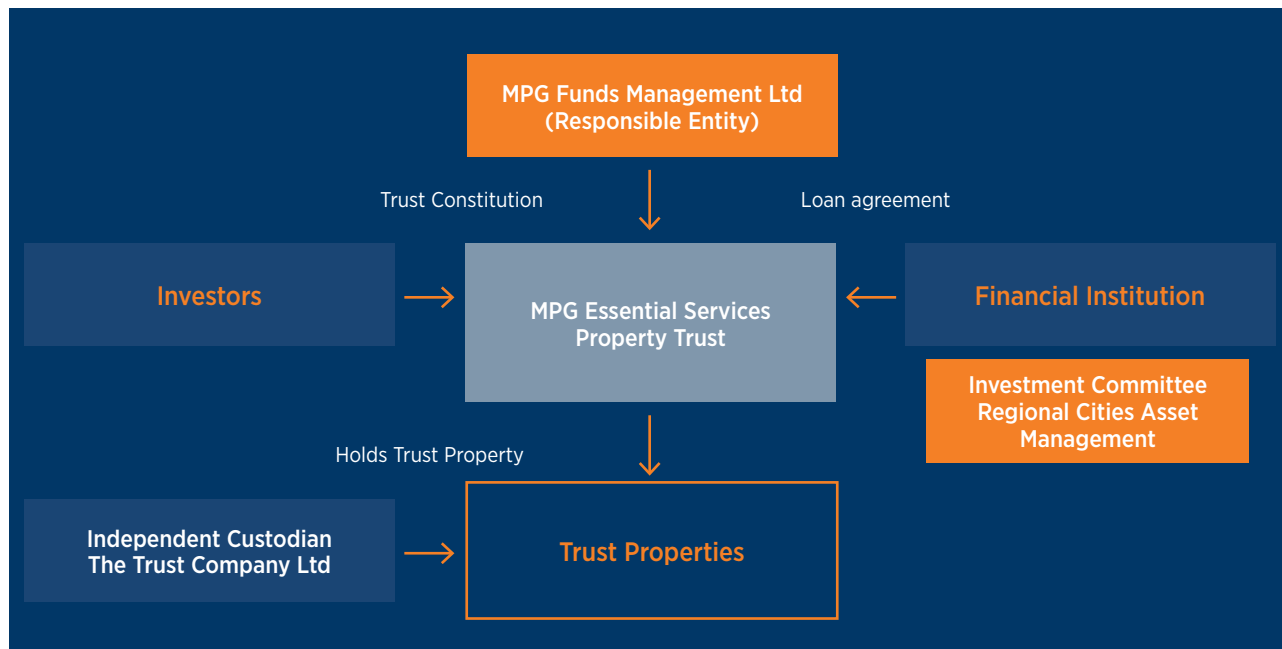 MPG Funds Management Ltd
(Responsible Entity)
Trust Constitution
Loan agreement
Investors
MPG Essential Services
Property Trust
Financial Institution
Investment Committee
Regional Cities Asset
Management
Holds Trust Property
Independent Custodian
The Trust Company Ltd
Trust Properties